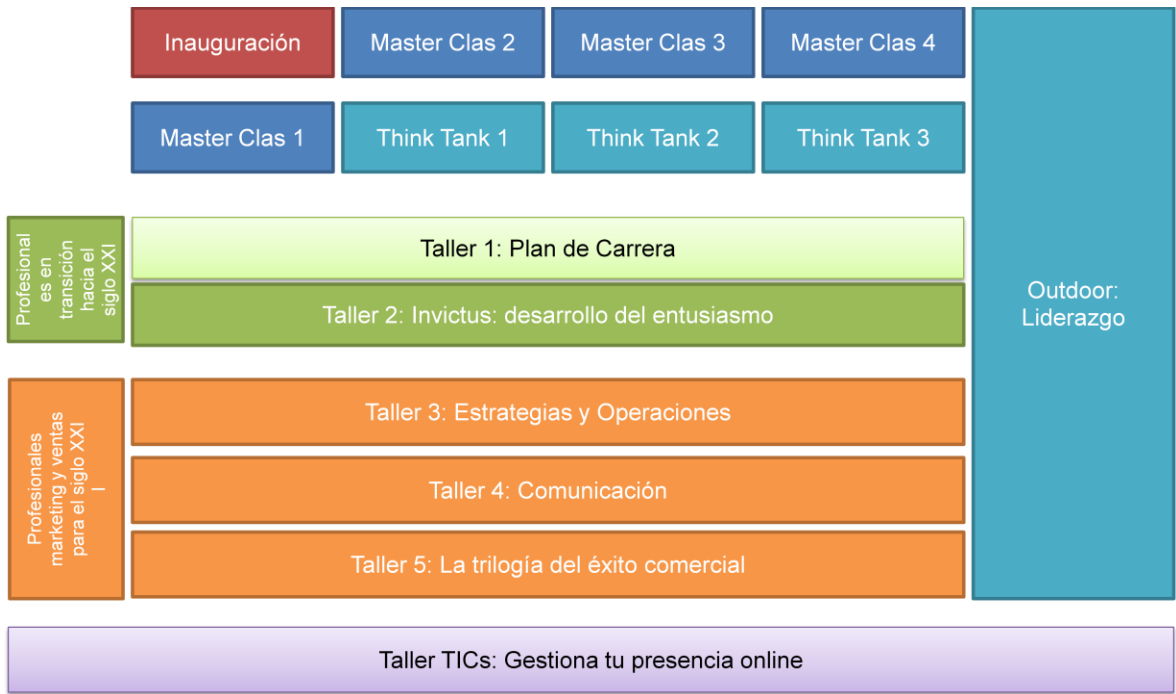 Inauguración
Master Clas 2
Master Clas 3
Master Clas 4
Master Clas 1
Think Tank 1
Think Tank 2
Think Tank 3
Outdoor:
Liderazgo
Profesional
es en
transición
hacia el
siglo XXI
Taller 1: Plan de Carrera
Taller 2: Invictus: desarrollo del entusiasmo
Profesionales
marketing y ventas
para el siglo XXI
I
Taller 3: Estrategias y Operaciones
Taller 4: Comunicación
Taller 5: La trilogía del éxito comercial
Taller TICs: Gestiona tu presencia online